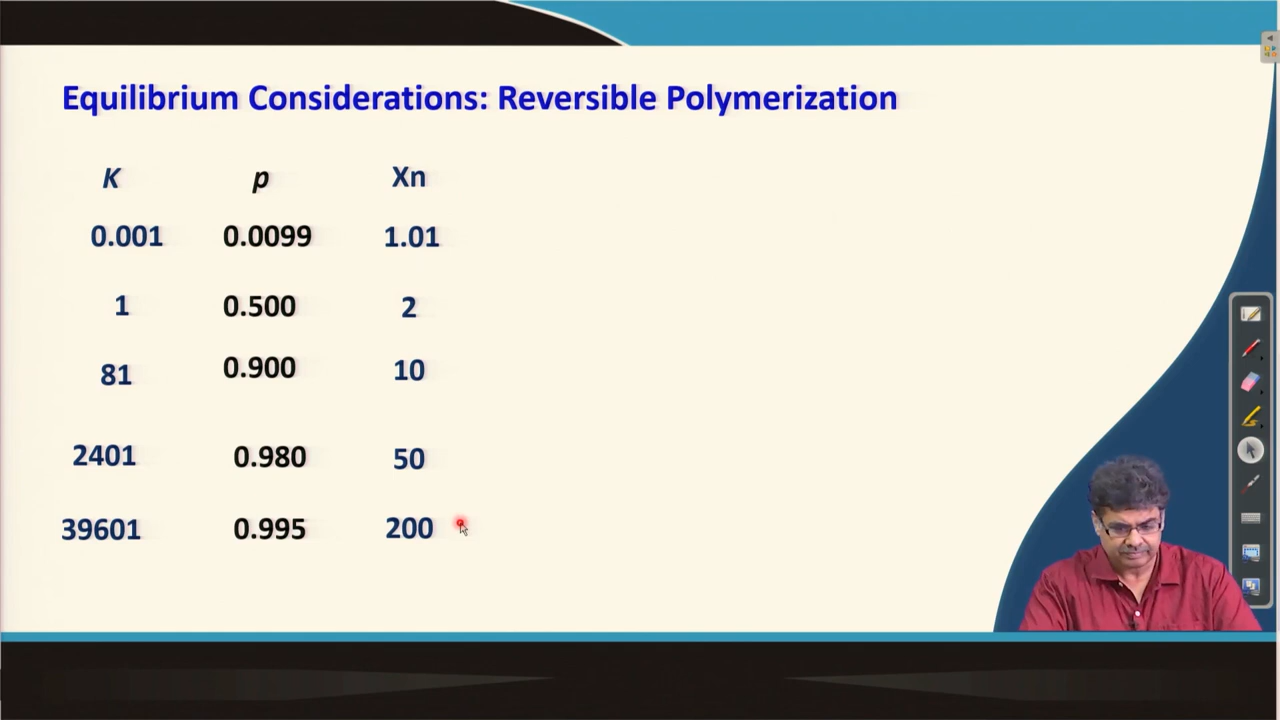 Equilibrium Considerations: Reversible Polymerization
K p Xn
0.001 0.0099 1.01
1 0.500 2
81 0.900 10
2401 0.980 50
39601 0.995 200